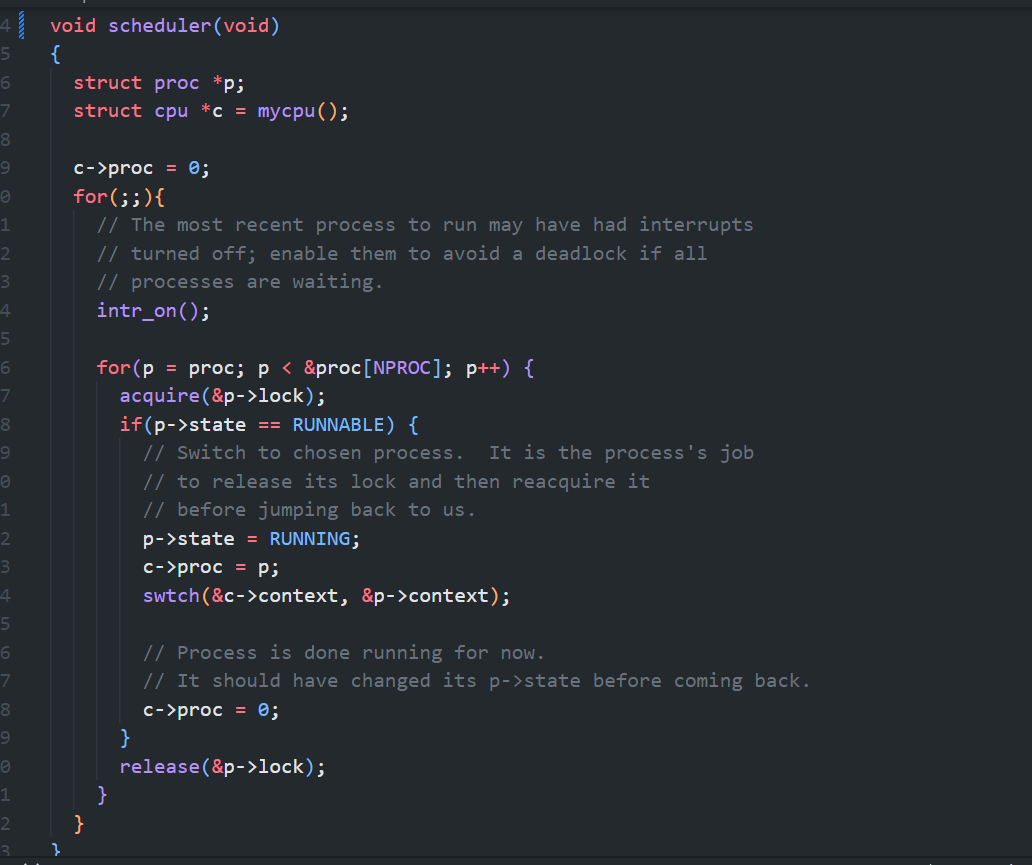 4 void scheduler(void)
5 {
6 struct proc *p;
7 struct cpu *c = mycpu();
8
9 c->proc = 0;
0 for(;;){
1 // The most recent process to run may have had interrupts
2 // turned off; enable them to avoid a deadlock if all
3 // processes are waiting.
4 intr_on();
5
6 for(p = proc; p < &proc[NPROC]; p++) {
7 acquire(&p->lock);
8 if(p->state == RUNNABLE) {
9 // Switch to chosen process.  It is the process's job
0 // to release its lock and then reacquire it
1 // before jumping back to us.
2 p->state = RUNNING;
3 c->proc = p;
4 swtch(&c->context, &p->context);
5
6 // Process is done running for now.
7 // It should have changed its p->state before coming back.
8 c->proc = 0;
9 }
0 release(&p->lock);
1 }
2 }
3 }